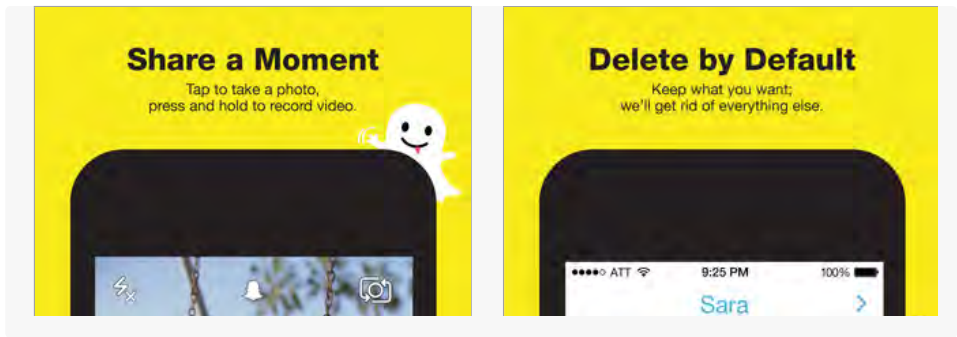 Share a Moment
Tap to take a photo,
press and hold to record video.
Delete by Default
Keep what you want;
we'll get rid of everything else.
ATT 9:25 PM 100%
Sara